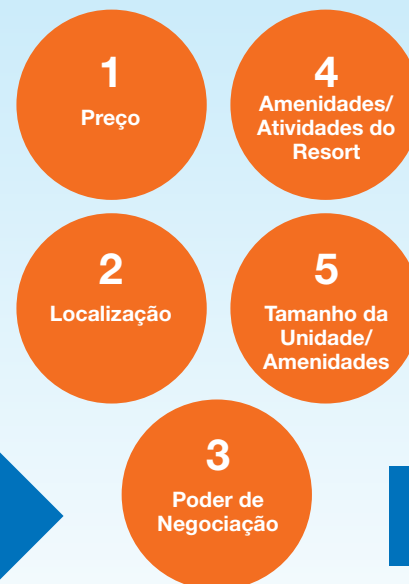 1
Preço
2
Localização
3
Poder de
Negociação
4
Amenidades/
Atividades do
Resort
5
Tamanho da
Unidade/
Amenidades